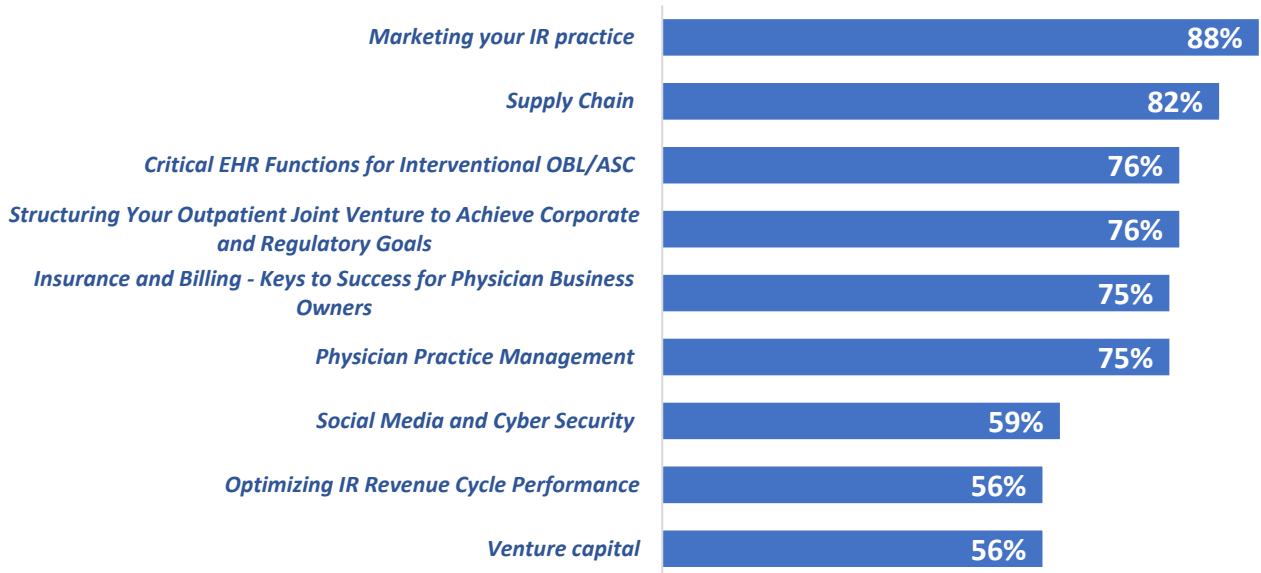 Marketing your IR practice 88%
Supply Chain 82%
Critical EHR Functions for Interventional OBL/ASC 76%
Structuring Your Outpatient Joint Venture to Achieve Corporate
and Regulatory Goals 76%
Insurance and Billing - Keys to Success for Physician Business
Owners 75%
Physician Practice Management 75%
Social Media and Cyber Security 59%
Optimizing IR Revenue Cycle Performance 56%
Venture capital 56%